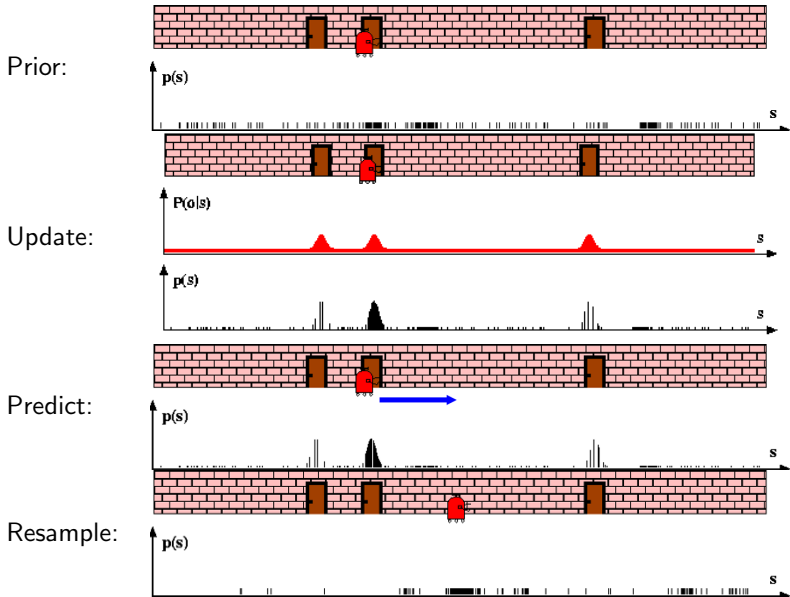 Prior:
p(s)
s
Update:
P(o|s)
s
p(s)
s
Predict:
p(s)
s
Resample:
p(s)
s